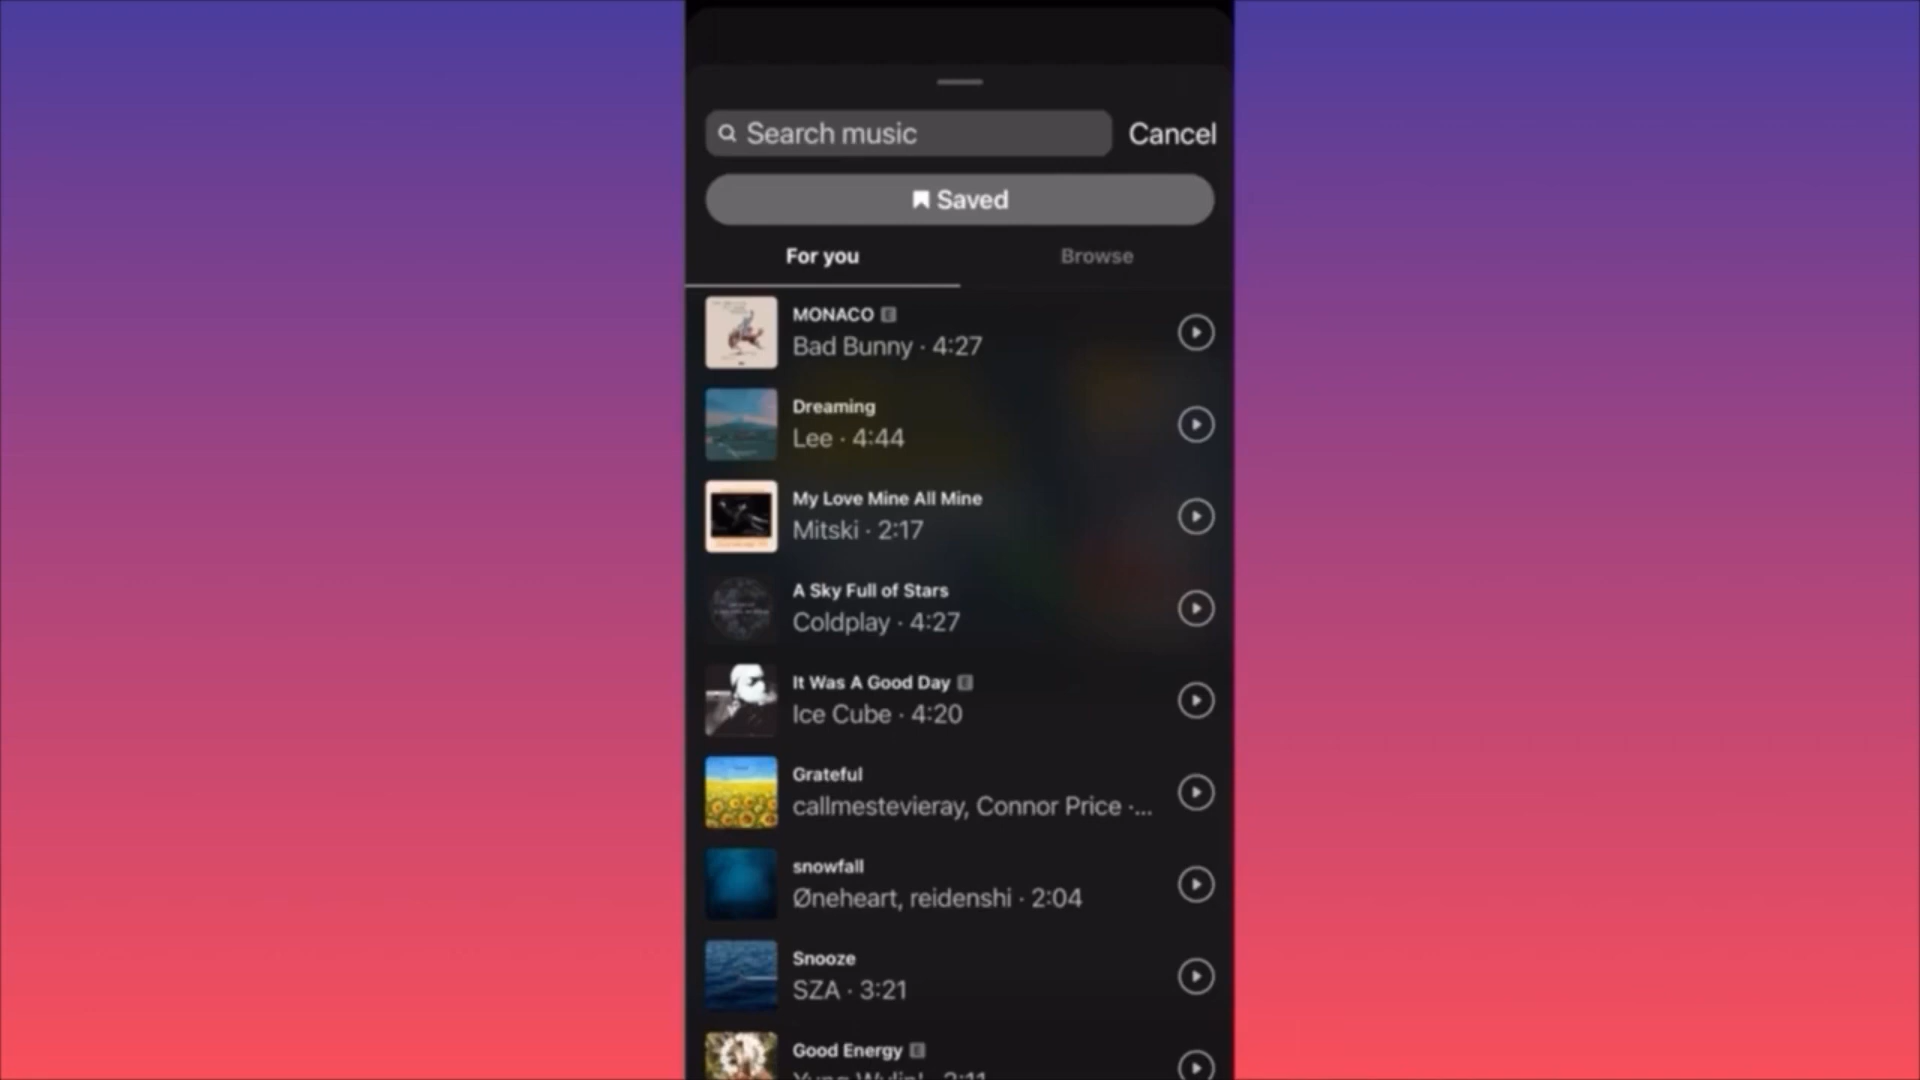 Search music
Cancel
Saved
For you
Browse
MONACO E
Bad Bunny · 4:27
Dreaming
Lee · 4:44
My Love Mine All Mine
Mitski · 2:17
A Sky Full of Stars
Coldplay · 4:27
It Was A Good Day E
Ice Cube · 4:20
Grateful
callmestevieray, Connor Price ·...
snowfall
Øneheart, reidenshi · 2:04
Snooze
SZA · 3:21
Good Energy E